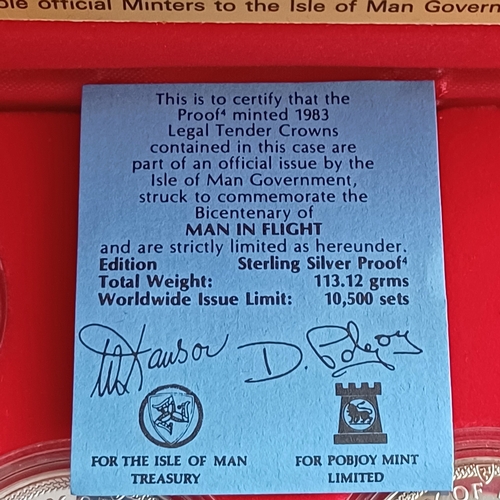 official Minters to the Isle of Man Govern
This is to certify that the
Proof⁴ minted 1983
Legal Tender Crowns
contained in this case are
part of an official issue by the
Isle of Man Government,
struck to commemorate the
Bicentenary of
MAN IN FLIGHT
and are strictly limited as hereunder.
Edition Sterling Silver Proof⁴
Total Weight: 113.12 grms
Worldwide Issue Limit: 10,500 sets
D. Pobjoy
FOR THE ISLE OF MAN
TREASURY
FOR POBJOY MINT
LIMITED